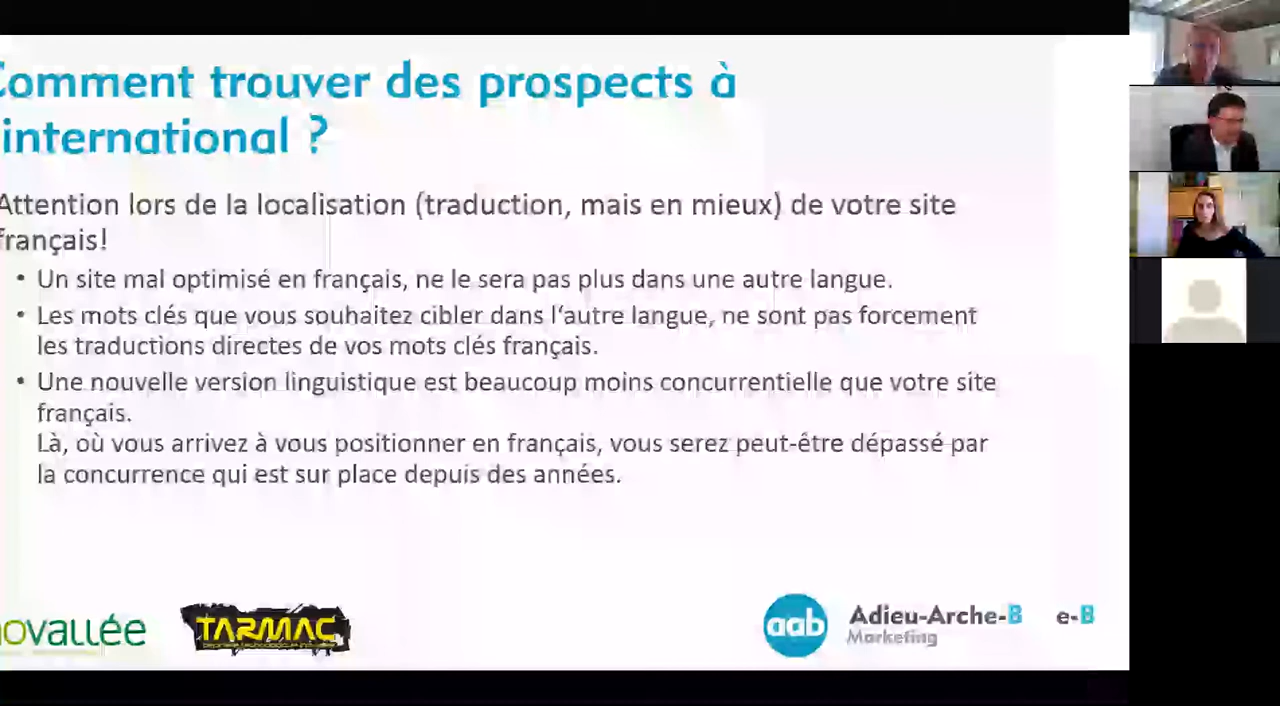 Comment trouver des prospects à
international ?
Attention lors de la localisation (traduction, mais en mieux) de votre site
français!
• Un site mal optimisé en français, ne le sera pas plus dans une autre langue.
• Les mots clés que vous souhaitez cibler dans l'autre langue, ne sont pas forcement
les traductions directes de vos mots clés français.
• Une nouvelle version linguistique est beaucoup moins concurrentielle que votre site
français.
Là, où vous arrivez à vous positionner en français, vous serez peut-être dépassé par
la concurrence qui est sur place depuis des années.
ovallée
TARMAC
aab
Adieu-Arche-B e-B
Marketing